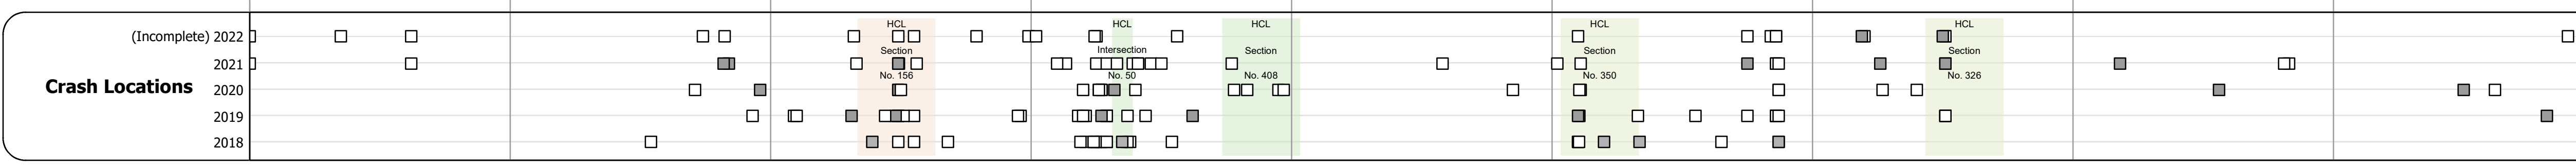 Crash Locations
(Incomplete) 2022
2021
2020
2019
2018
HCL
Section
No. 156
HCL
Intersection
No. 50
HCL
Section
No. 408
HCL
Section
No. 350
HCL
Section
No. 326